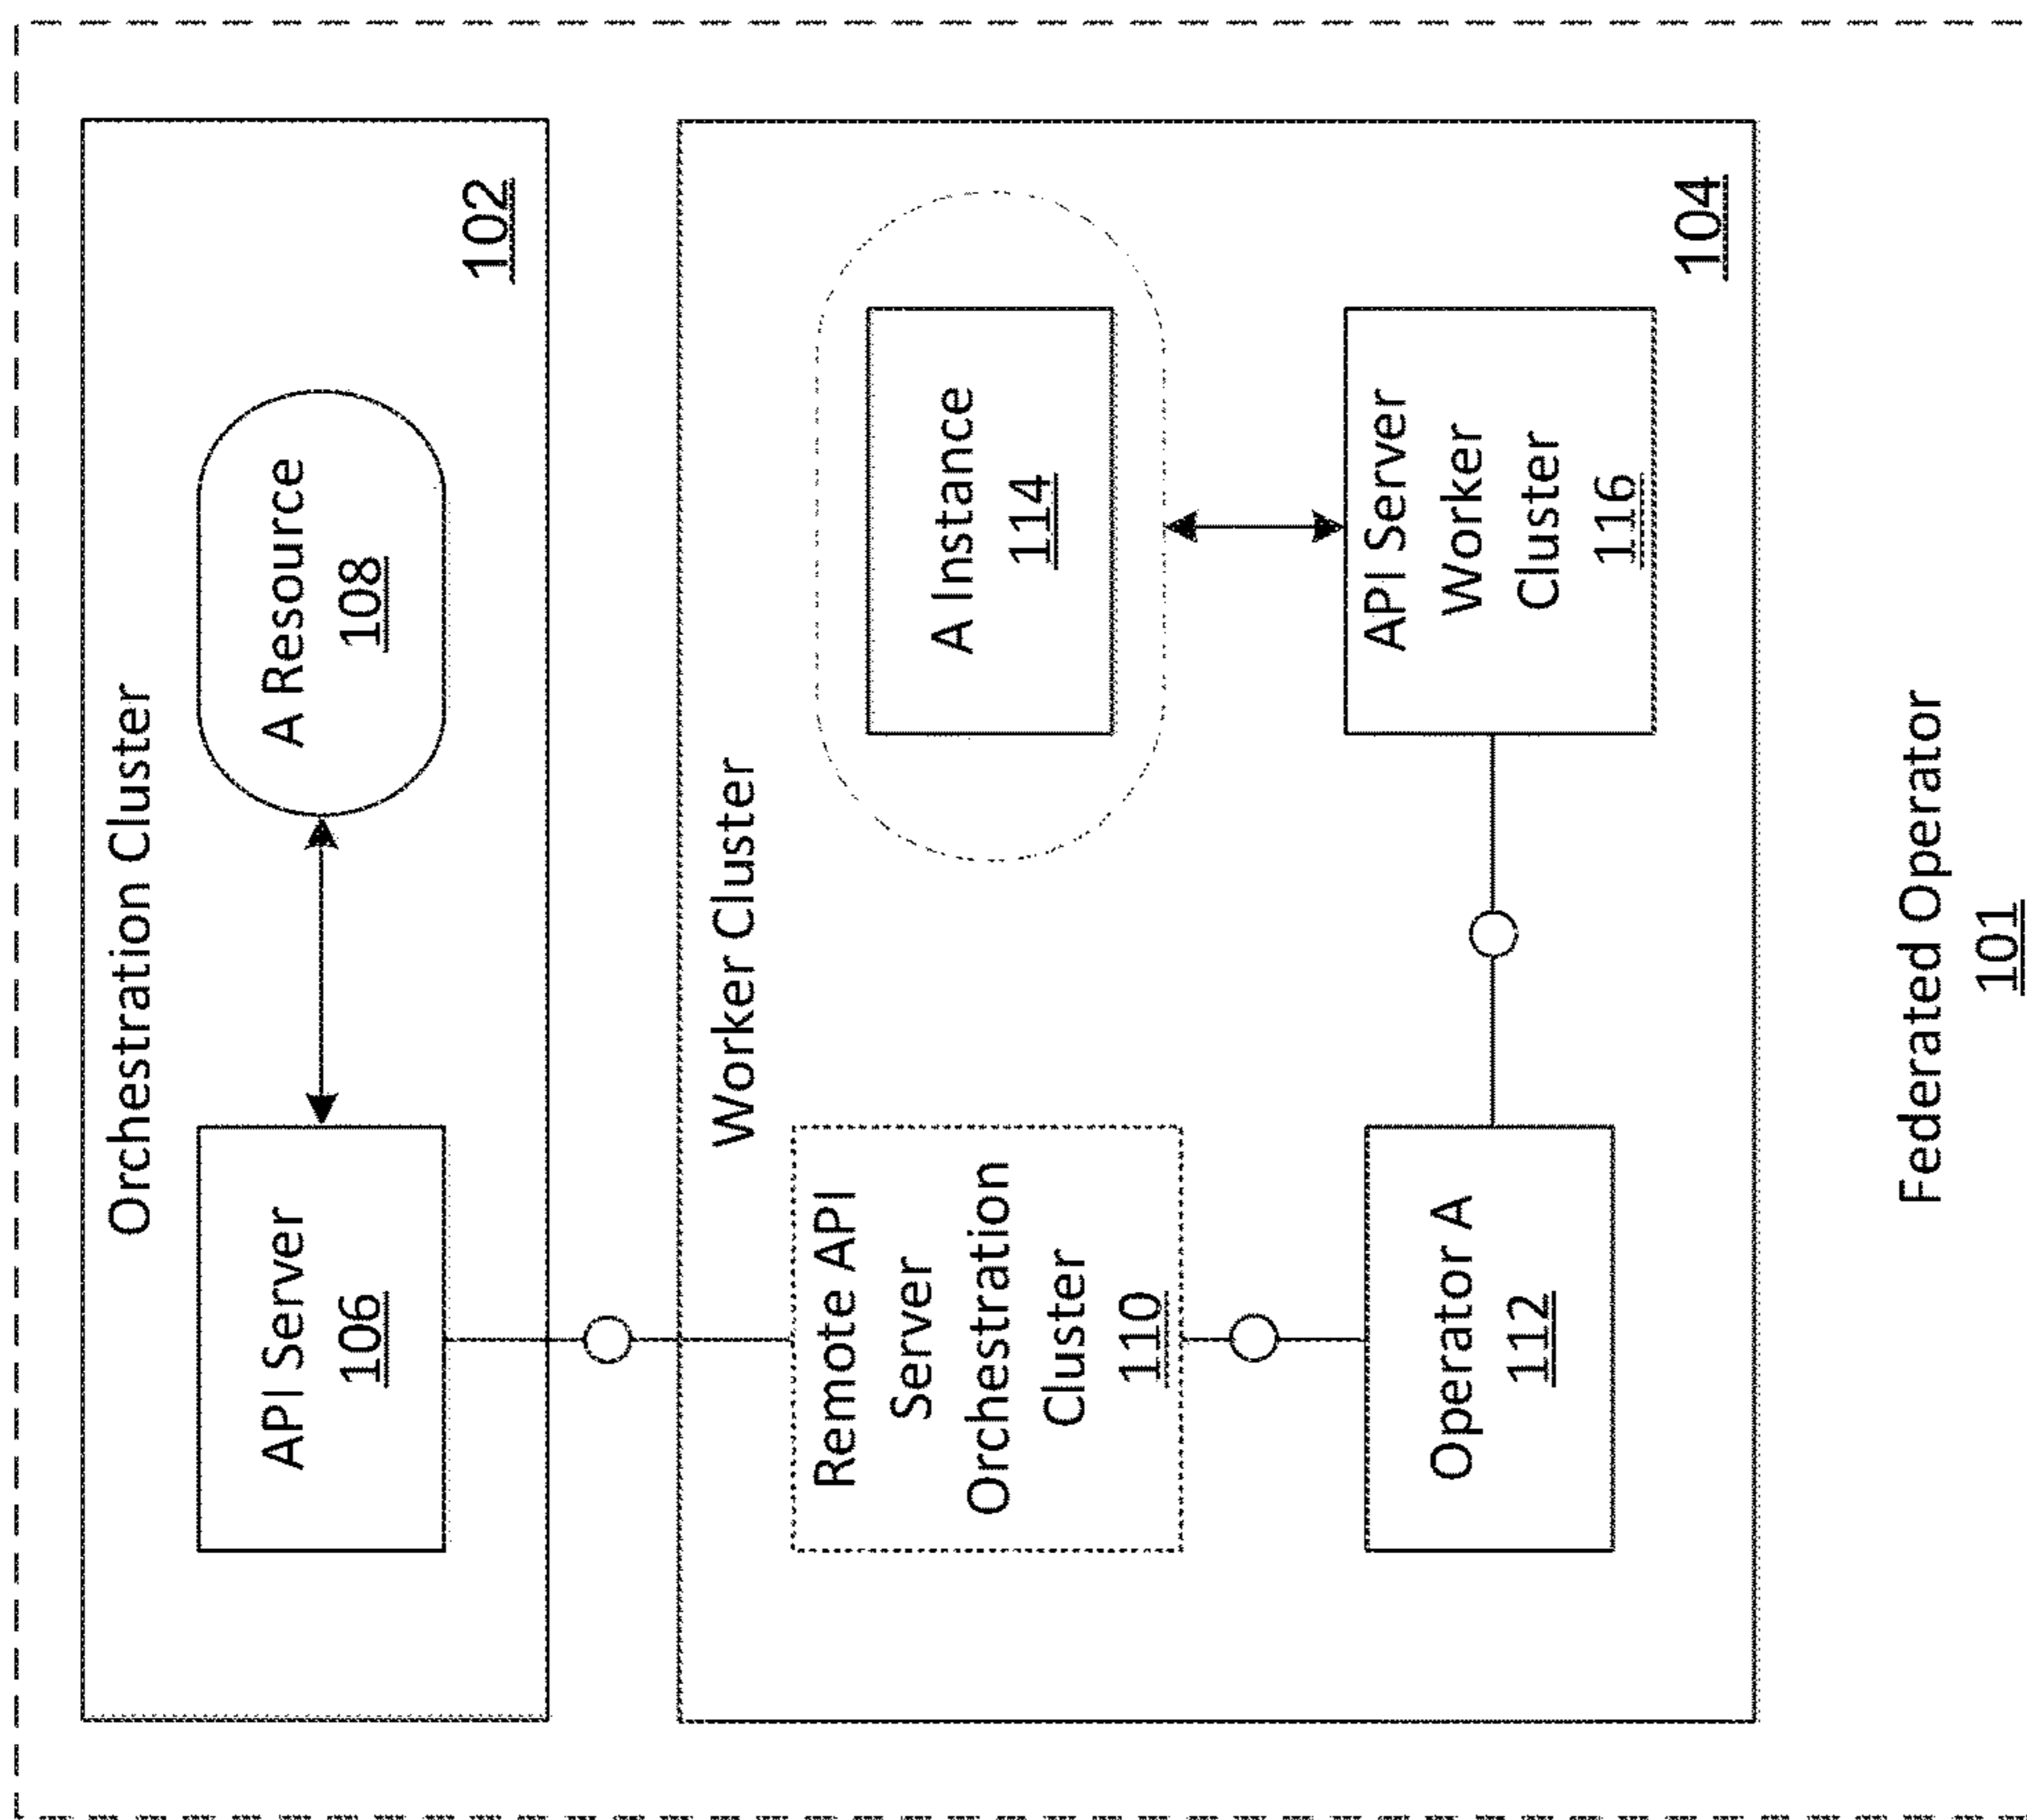 Orchestration Cluster
API Server
106
A Resource
108
102
Worker Cluster
Remote API
Server
Orchestration
Cluster
110
A Instance
114
Operator A
112
API Server
Worker
Cluster
116
104
Federated Operator
101